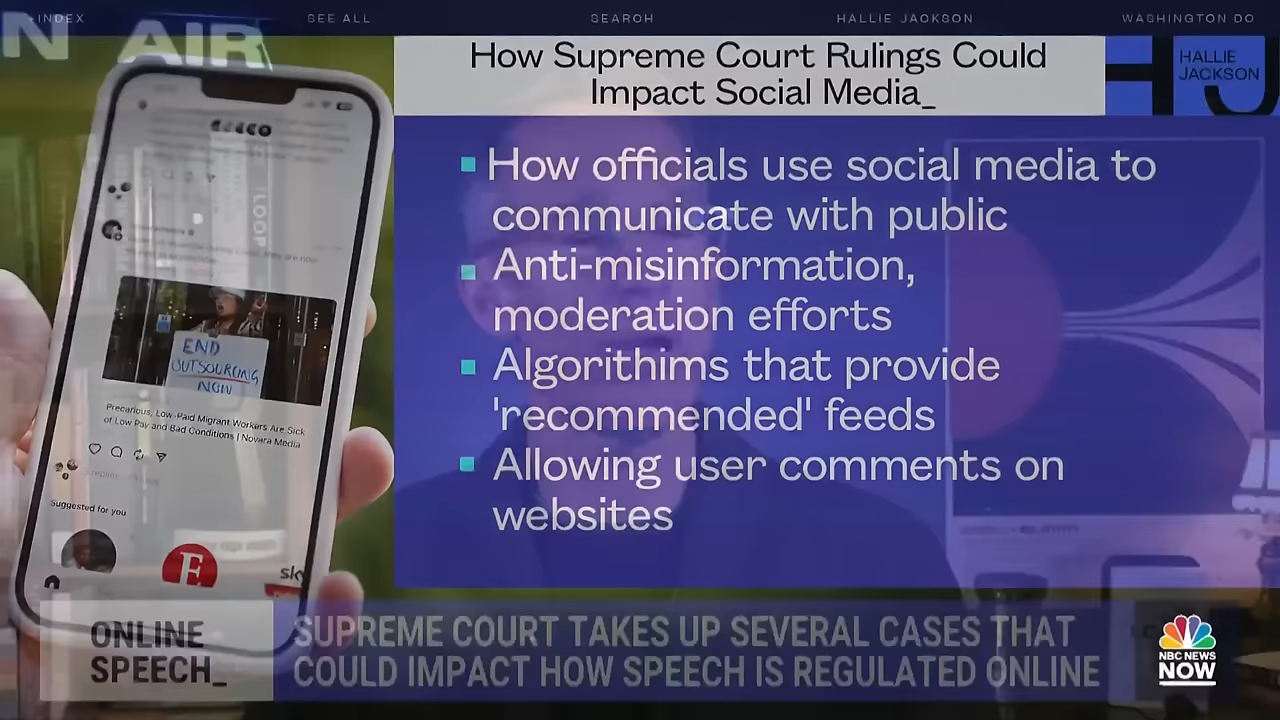 INDEX
SEE ALL
SEARCH
HALLIE JACKSON
WASHINGTON DO
N AIR
How Supreme Court Rulings Could
Impact Social Media_
HALLIE
JACKSON
HJ
How officials use social media to
communicate with public
Anti-misinformation,
moderation efforts
Algorithims that provide
'recommended' feeds
Allowing user comments on
websites
END
OUTSOURCING
NOW
Precarious, Low-Paid Migrant Workers Are Sick
of Low Pay and Bad Conditions | Novara Media
Suggested for you
E
sky
ONLINE
SPEECH_
SUPREME COURT TAKES UP SEVERAL CASES THAT
COULD IMPACT HOW SPEECH IS REGULATED ONLINE
NBC NEWS
NOW